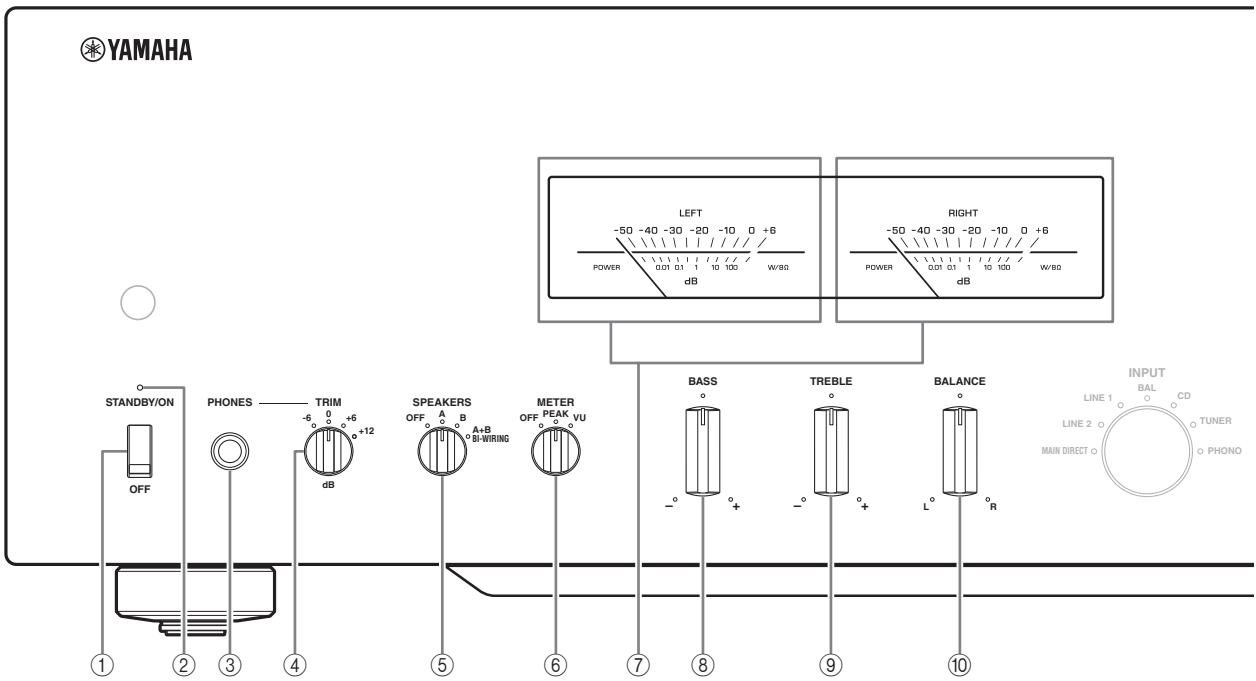 YAMAHA
LEFT
-50 -40 -30 -20 -10 0 +6
POWER 0.01 0.1 1 10 100 W/8Ω
dB
RIGHT
-50 -40 -30 -20 -10 0 +6
POWER 0.01 0.1 1 10 100 W/8Ω
dB
STANDBY/ON
OFF
PHONES
TRIM
-6 0 +6 +12
dB
SPEAKERS
OFF A B A+B
BI-WIRING
METER
OFF PEAK VU
BASS
– +
TREBLE
– +
BALANCE
L R
INPUT
BAL
LINE 1 CD
LINE 2 TUNER
MAIN DIRECT PHONO
① ② ③ ④ ⑤ ⑥ ⑦ ⑧ ⑨ ⑩